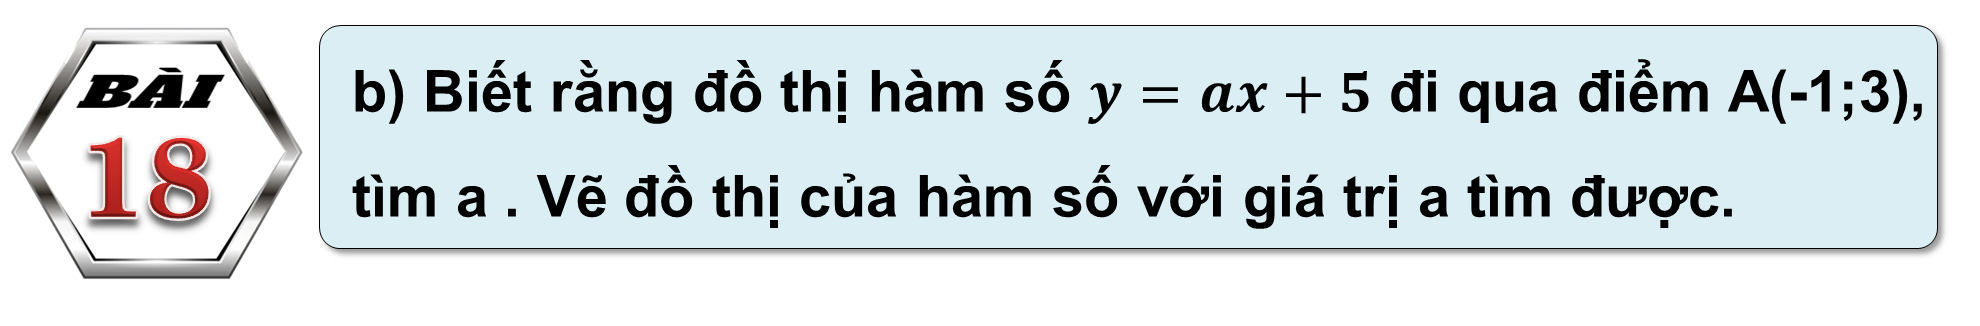 BÀI
18
b) Biết rằng đồ thị hàm số y = ax + 5 đi qua điểm A(-1;3),
tìm a . Vẽ đồ thị của hàm số với giá trị a tìm được.